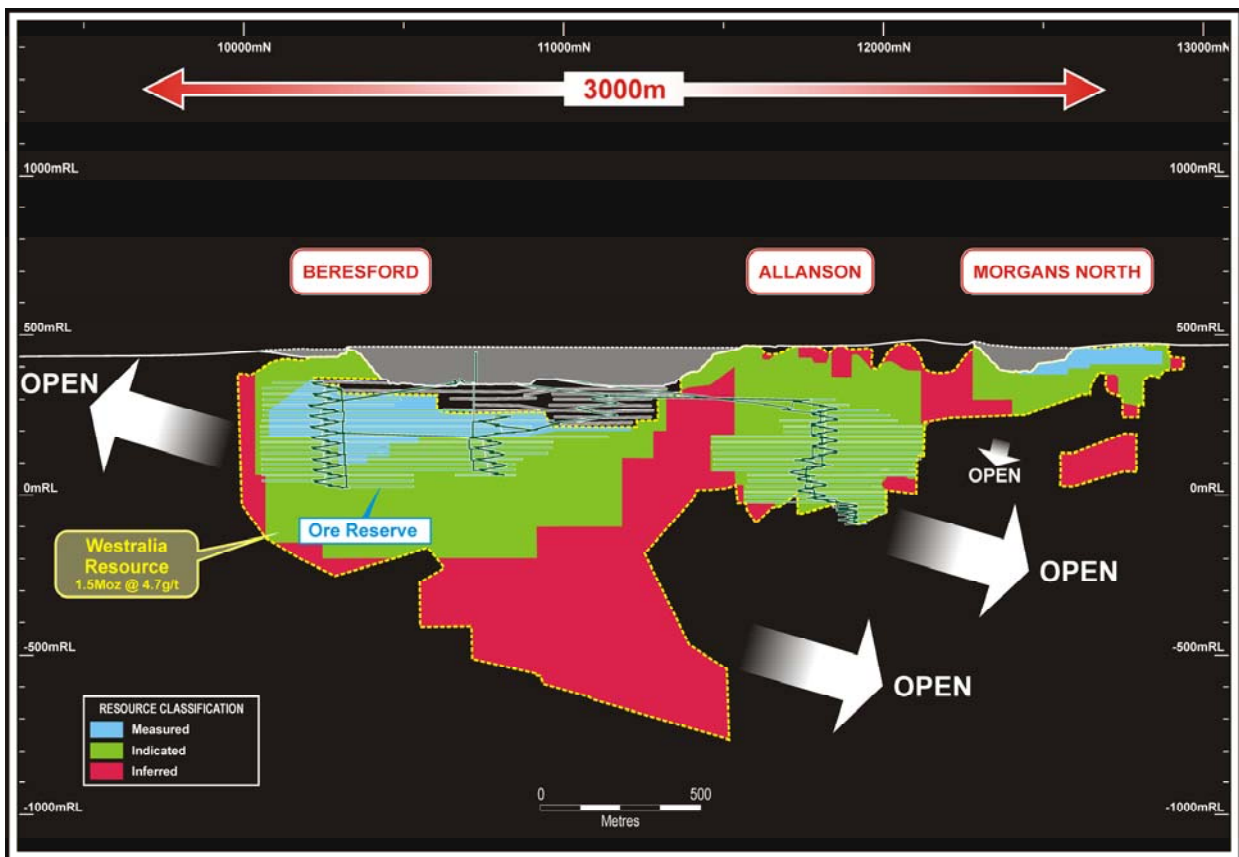 10000mN
11000mN
12000mN
13000mN
3000m
1000mRL
1000mRL
BERESFORD
ALLANSON
MORGANS NORTH
500mRL
500mRL
OPEN
OPEN
0mRL
0mRL
Ore Reserve
Westralia
Resource
1.5Moz @ 4.7g/t
OPEN
-500mRL
-500mRL
OPEN
RESOURCE CLASSIFICATION
Measured
Indicated
Inferred
0
500
Metres
-1000mRL
-1000mRL